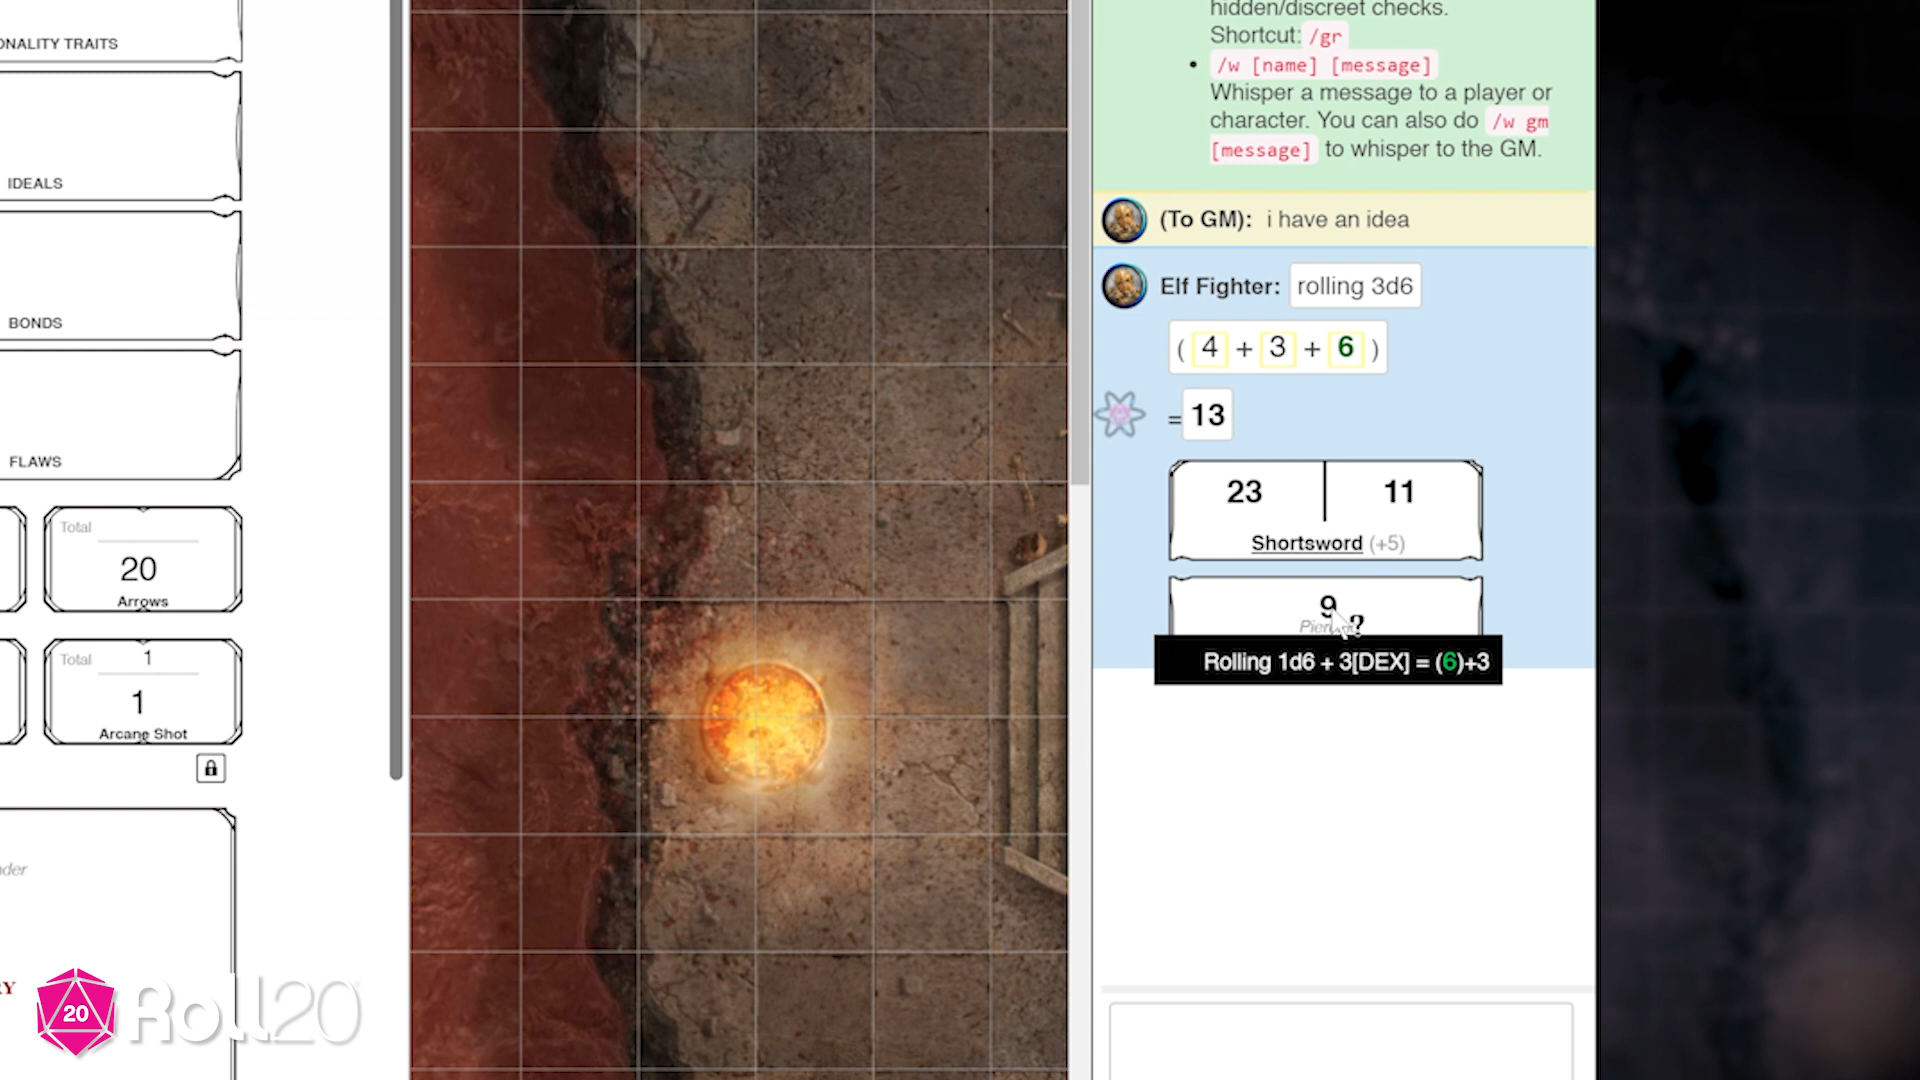 ONALITY TRAITS
IDEALS
BONDS
FLAWS
Total
20
Arrows
Total 1
1
Arcane Shot
nder
RY
20 Roll20
hidden/discreet checks.
Shortcut: /gr
• /w [name] [message]
Whisper a message to a player or
character. You can also do /w gm
[message] to whisper to the GM.
(To GM): i have an idea
Elf Fighter: rolling 3d6
( 4 + 3 + 6 )
= 13
23 11
Shortsword (+5)
9
Rolling 1d6 + 3[DEX] = (6)+3